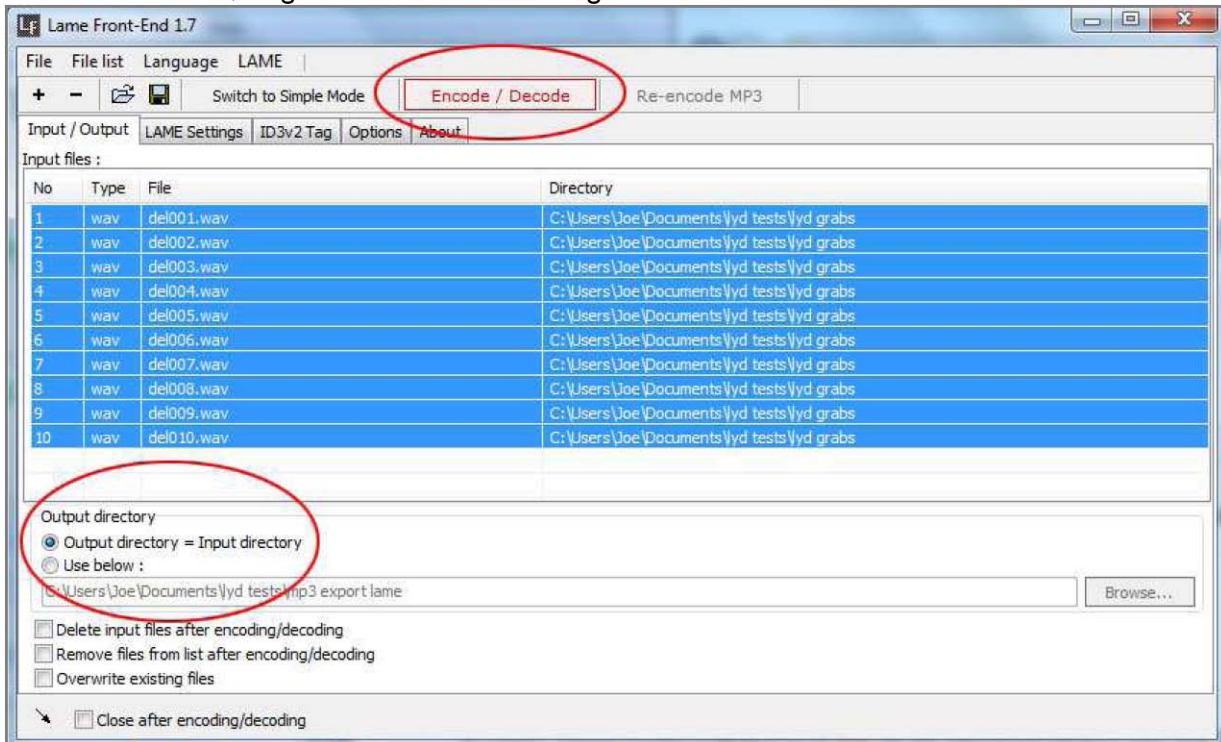 Lame Front-End 1.7
File File list Language LAME
+ - Switch to Simple Mode Encode / Decode Re-encode MP3
Input / Output LAME Settings ID3v2 Tag Options About
Input files :
No Type File Directory
1 wav del001.wav C:\Users\Joe\Documents\lyd tests\lyd grabs
2 wav del002.wav C:\Users\Joe\Documents\lyd tests\lyd grabs
3 wav del003.wav C:\Users\Joe\Documents\lyd tests\lyd grabs
4 wav del004.wav C:\Users\Joe\Documents\lyd tests\lyd grabs
5 wav del005.wav C:\Users\Joe\Documents\lyd tests\lyd grabs
6 wav del006.wav C:\Users\Joe\Documents\lyd tests\lyd grabs
7 wav del007.wav C:\Users\Joe\Documents\lyd tests\lyd grabs
8 wav del008.wav C:\Users\Joe\Documents\lyd tests\lyd grabs
9 wav del009.wav C:\Users\Joe\Documents\lyd tests\lyd grabs
10 wav del010.wav C:\Users\Joe\Documents\lyd tests\lyd grabs
Output directory
Output directory = Input directory
Use below :
C:\Users\Joe\Documents\lyd tests\mp3 export lame Browse...
Delete input files after encoding/decoding
Remove files from list after encoding/decoding
Overwrite existing files
Close after encoding/decoding